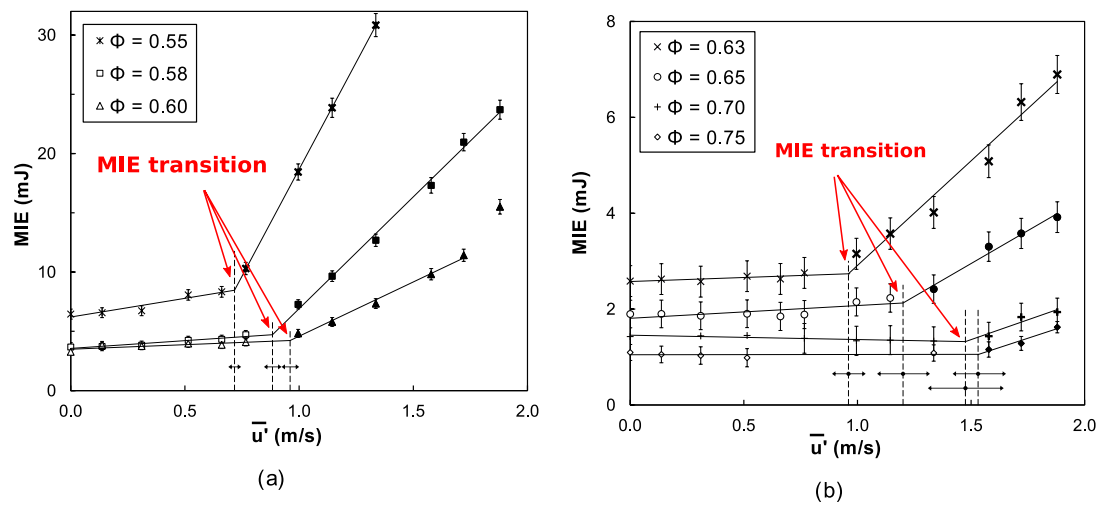 30
20
10
0
MIE (mJ)
Φ = 0.55
Φ = 0.58
Φ = 0.60
MIE transition
0.0 0.5 1.0 1.5 2.0
u̅' (m/s)
(a)
8
6
4
2
0
MIE (mJ)
Φ = 0.63
Φ = 0.65
Φ = 0.70
Φ = 0.75
MIE transition
0.0 0.5 1.0 1.5 2.0
u̅' (m/s)
(b)